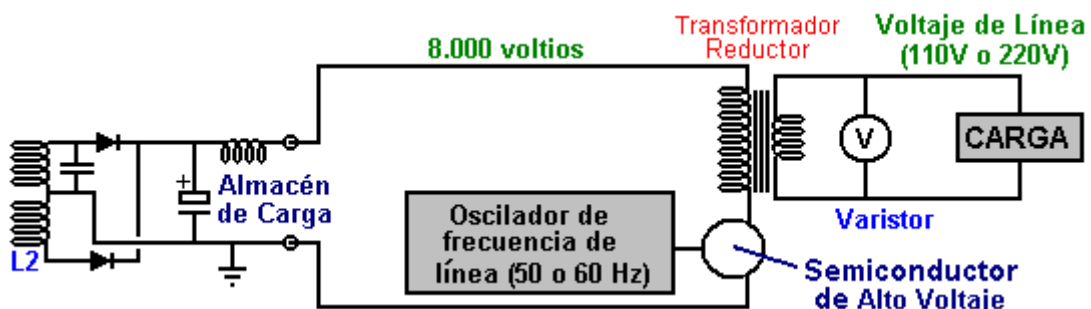 8.000 voltios
Transformador
Reductor
Voltaje de Línea
(110V o 220V)
+
Almacén
de Carga
L2
Oscilador de
frecuencia de
línea (50 o 60 Hz)
V
CARGA
Varistor
Semiconductor
de Alto Voltaie